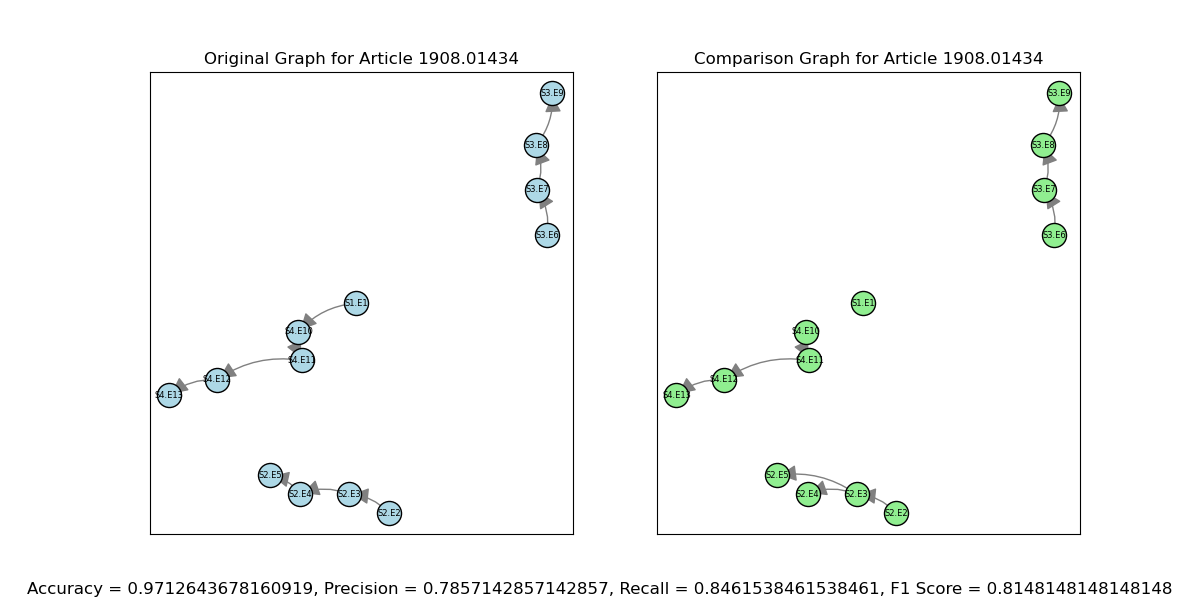 Original Graph for Article 1908.01434
S3.E9
S3.E8
S3.E7
S3.E6
S1.E1
S4.E10
S4.E11
S4.E12
S4.E13
S2.E5
S2.E4
S2.E3
S2.E2
Comparison Graph for Article 1908.01434
S3.E9
S3.E8
S3.E7
S3.E6
S1.E1
S4.E10
S4.E11
S4.E12
S4.E13
S2.E5
S2.E4
S2.E3
S2.E2
Accuracy = 0.9712643678160919, Precision = 0.7857142857142857, Recall = 0.8461538461538461, F1 Score = 0.8148148148148148